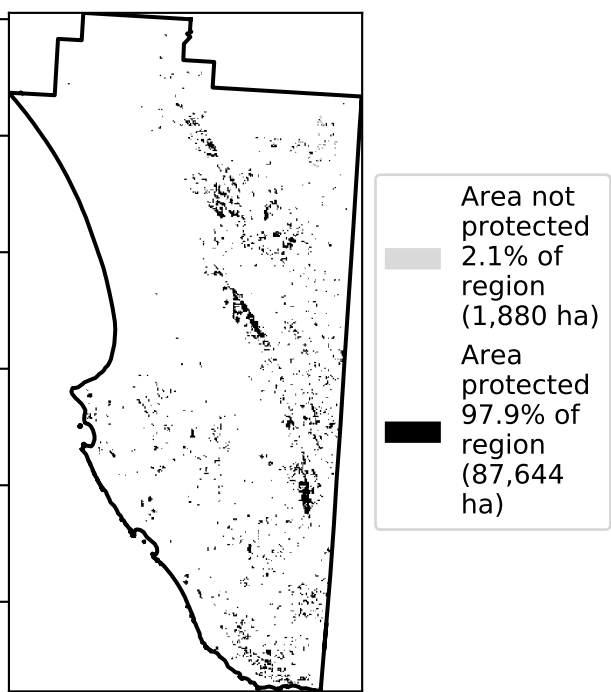 Area not
protected
2.1% of
region
(1,880 ha)
Area
protected
97.9% of
region
(87,644
ha)